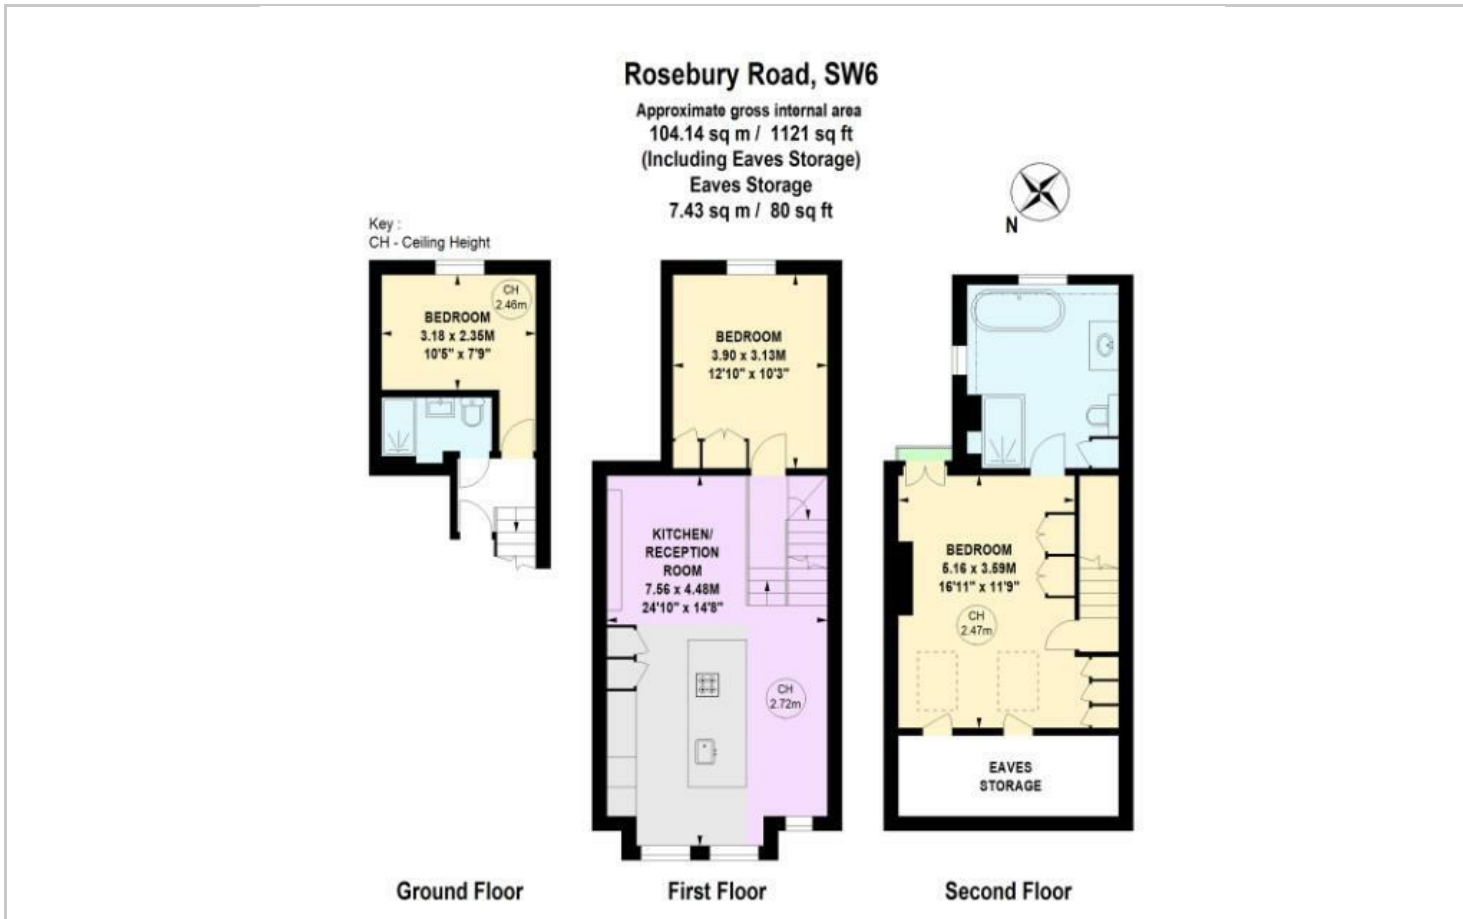 Rosebury Road, SW6
Approximate gross internal area
104.14 sq m / 1121 sq ft
(Including Eaves Storage)
Eaves Storage
7.43 sq m / 80 sq ft
N
Key :
CH - Ceiling Height
CH
2.46m
BEDROOM
3.18 x 2.35M
10'5" x 7'9"
Ground Floor
BEDROOM
3.90 x 3.13M
12'10" x 10'3"
KITCHEN/
RECEPTION
ROOM
7.56 x 4.48M
24'10" x 14'8"
CH
2.72m
First Floor
BEDROOM
5.16 x 3.59M
16'11" x 11'9"
CH
2.47m
EAVES
STORAGE
Second Floor